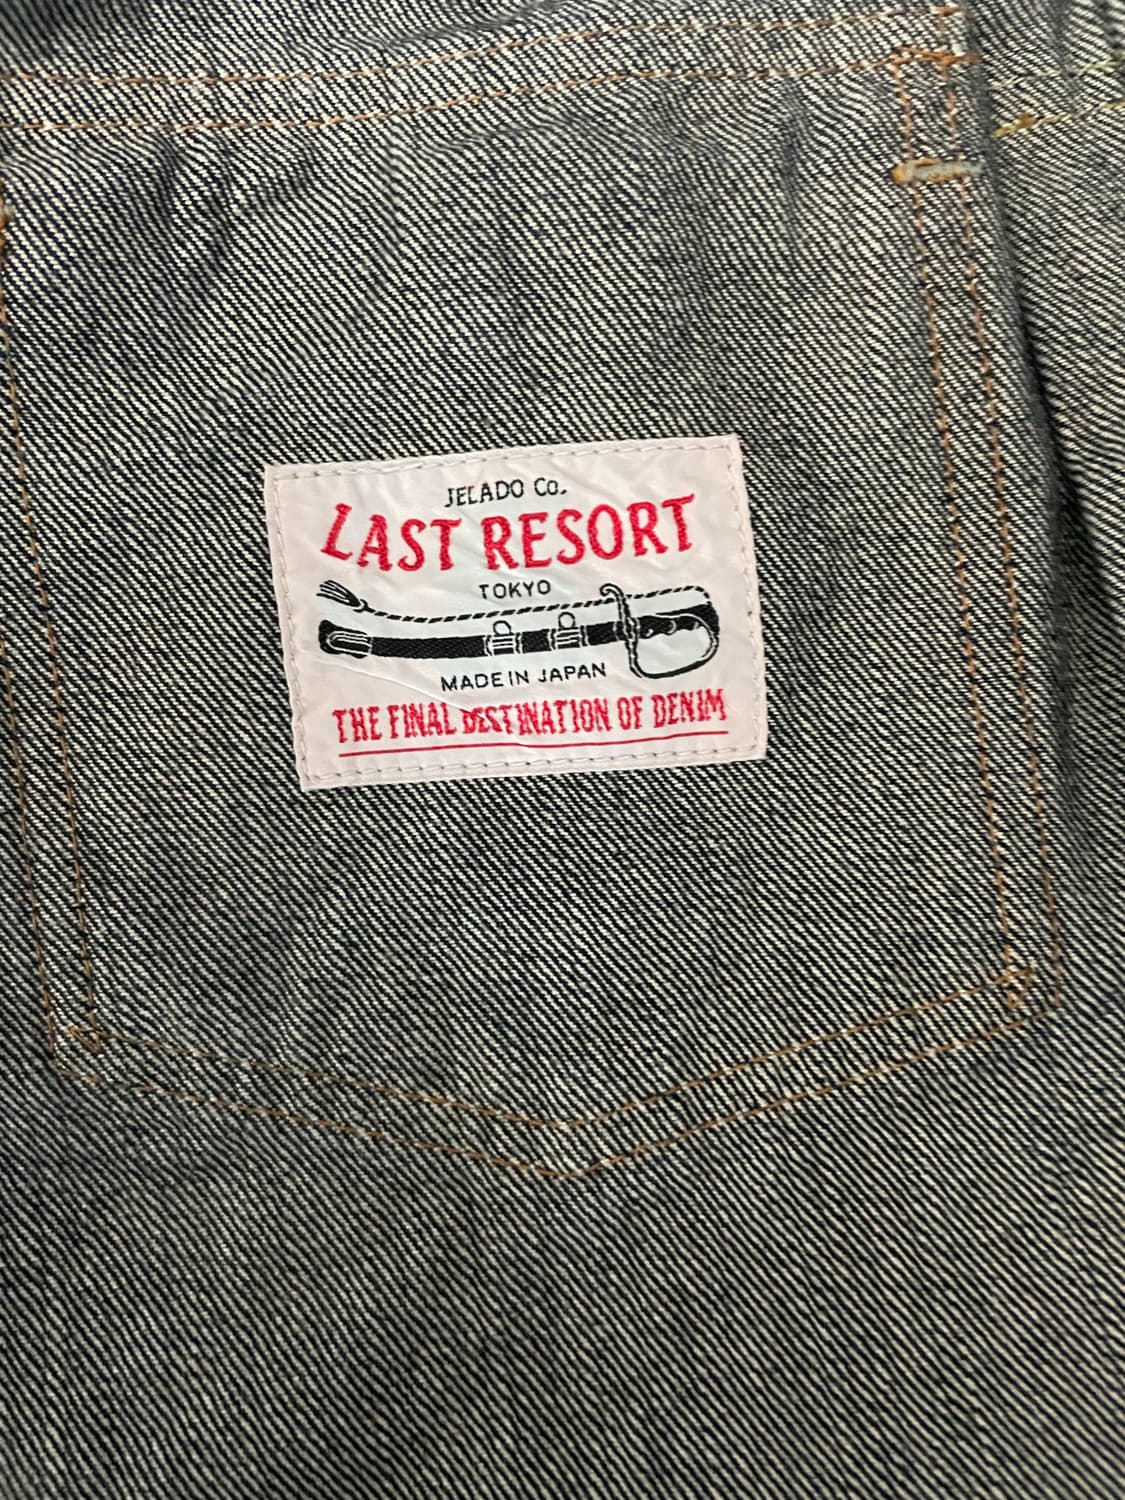 JELADO Co.
LAST RESORT
TOKYO
MADE IN JAPAN
THE FINAL DESTINATION OF DENIM